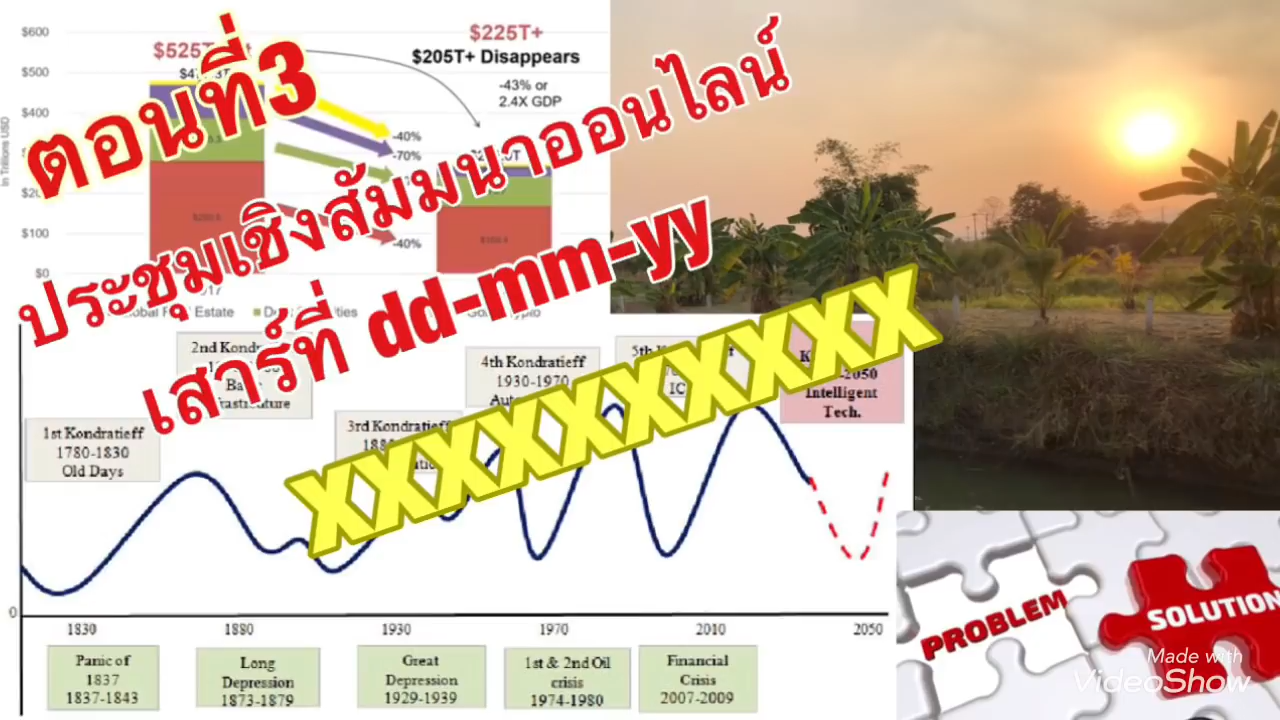 $600
$525T
$225T+
$205T+ Disappears
$500
-43% or
2.4X GDP
$400
-40%
-70%
-40%
$100
$0
ตอนที่3
ประชุมเชิงสัมมนาออนไลน์
เสาร์ที่ dd-mm-yy
xxxxxxxxxx
In Trillions USD
1st Kondratieff
1780-1830
Old Days
2nd
3rd Kondratieff
4th Kondratieff
1930-1970
5th
-2050
Intelligent
Tech.
0
1830
1880
1930
1970
2010
2050
Panic of
1837
1837-1843
Long
Depression
1873-1879
Great
Depression
1929-1939
1st & 2nd Oil
crisis
1974-1980
Financial
Crisis
2007-2009
PROBLEM
SOLUTION
Made with
VideoShow